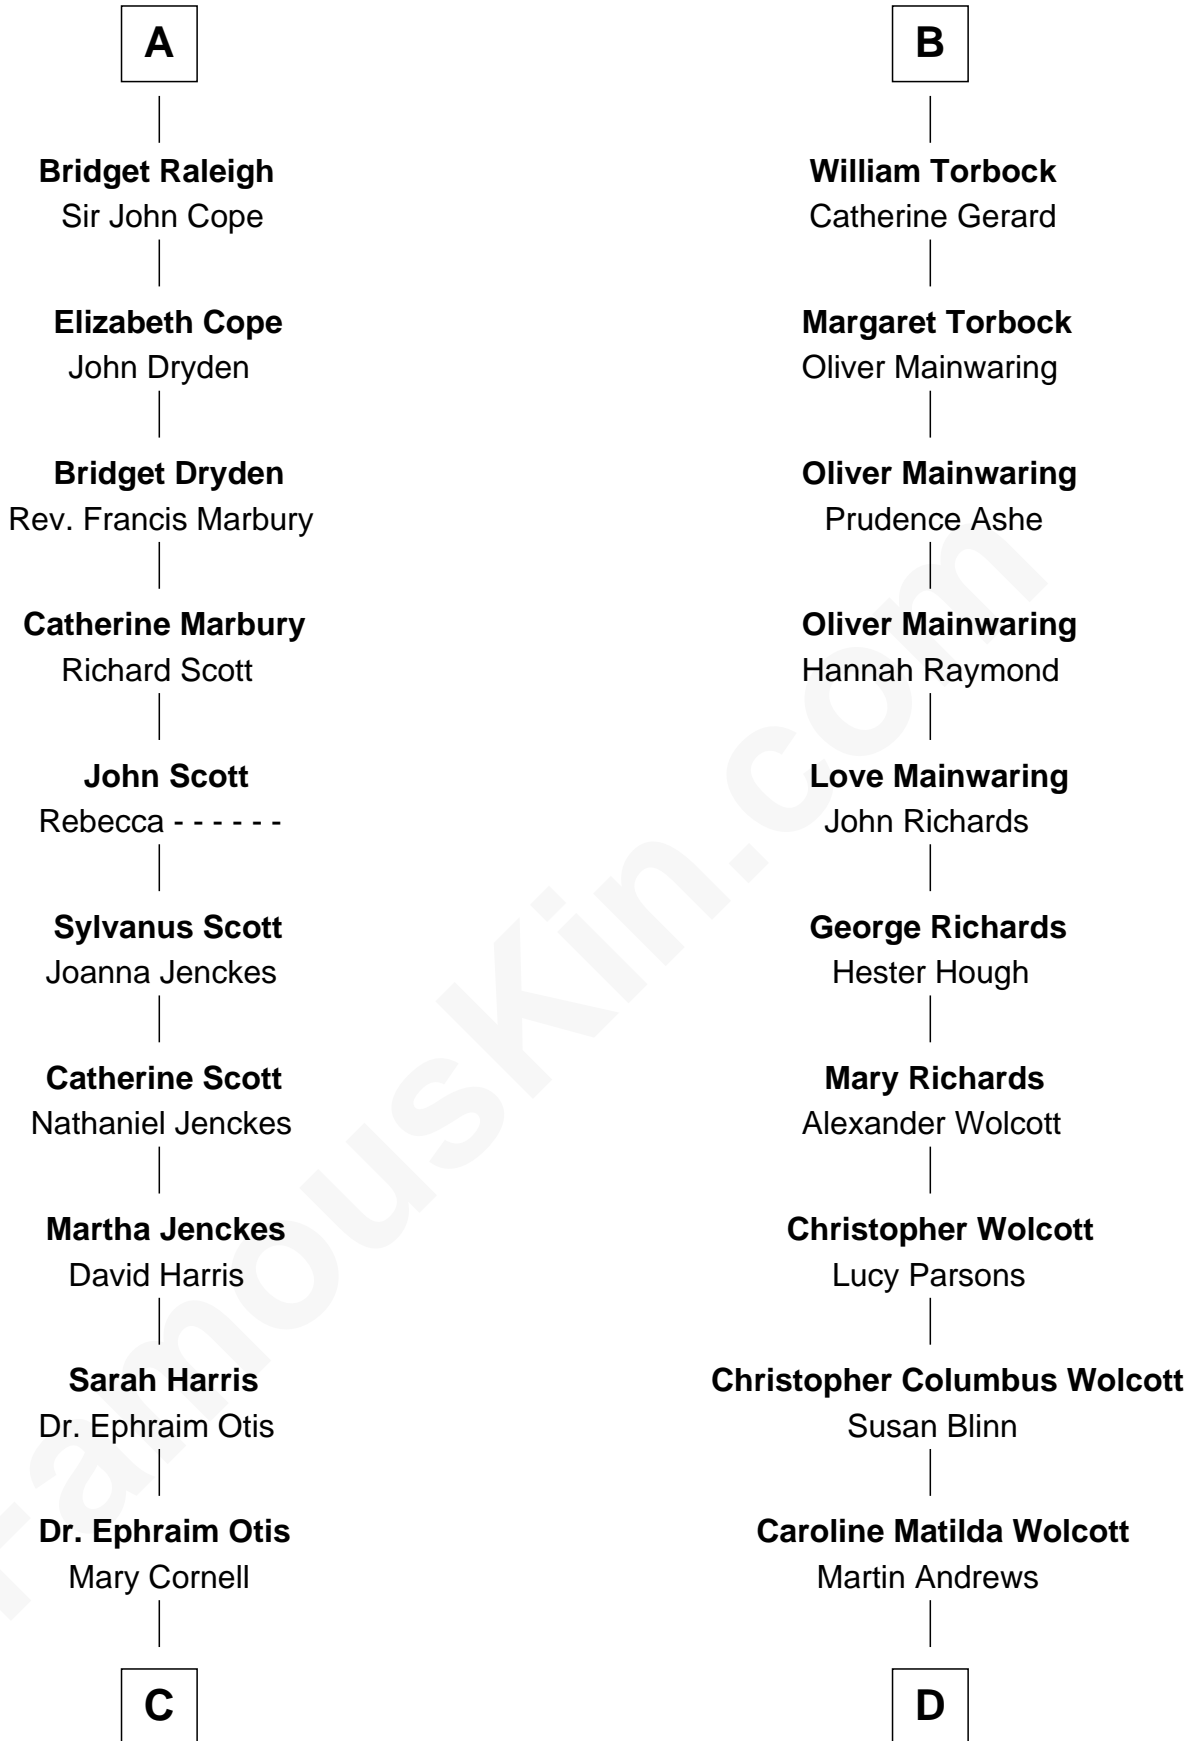 A
Bridget Raleigh
Sir John Cope
Elizabeth Cope
John Dryden
Bridget Dryden
Rev. Francis Marbury
Catherine Marbury
Richard Scott
John Scott
Rebecca - - - - - -
Sylvanus Scott
Joanna Jenckes
Catherine Scott
Nathaniel Jenckes
Martha Jenckes
David Harris
Sarah Harris
Dr. Ephraim Otis
Dr. Ephraim Otis
Mary Cornell
C
B
William Torbock
Catherine Gerard
Margaret Torbock
Oliver Mainwaring
Oliver Mainwaring
Prudence Ashe
Oliver Mainwaring
Hannah Raymond
Love Mainwaring
John Richards
George Richards
Hester Hough
Mary Richards
Alexander Wolcott
Christopher Wolcott
Lucy Parsons
Christopher Columbus Wolcott
Susan Blinn
Caroline Matilda Wolcott
Martin Andrews
D
FamousKin.com